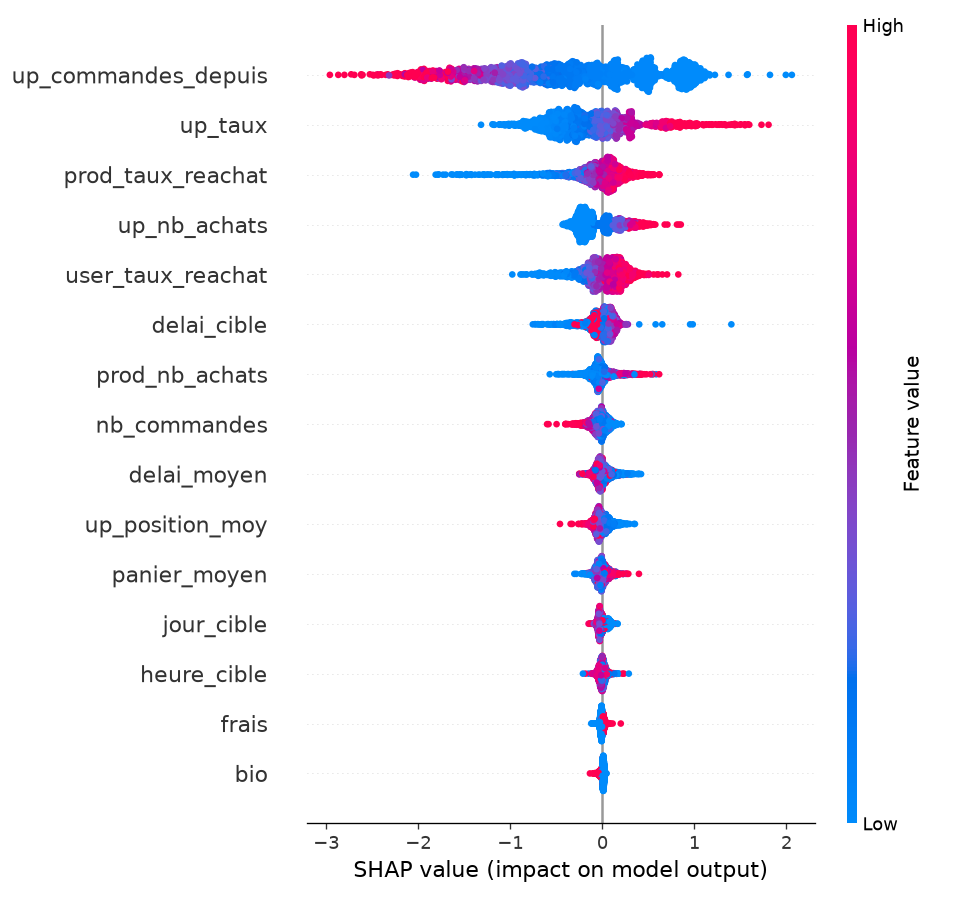 High
up_commandes_depuis
up_taux
prod_taux_reachat
up_nb_achats
user_taux_reachat
delai_cible
prod_nb_achats
nb_commandes
delai_moyen
up_position_moy
panier_moyen
jour_cible
heure_cible
frais
bio
Feature value
Low
−3 −2 −1 0 1 2
SHAP value (impact on model output)